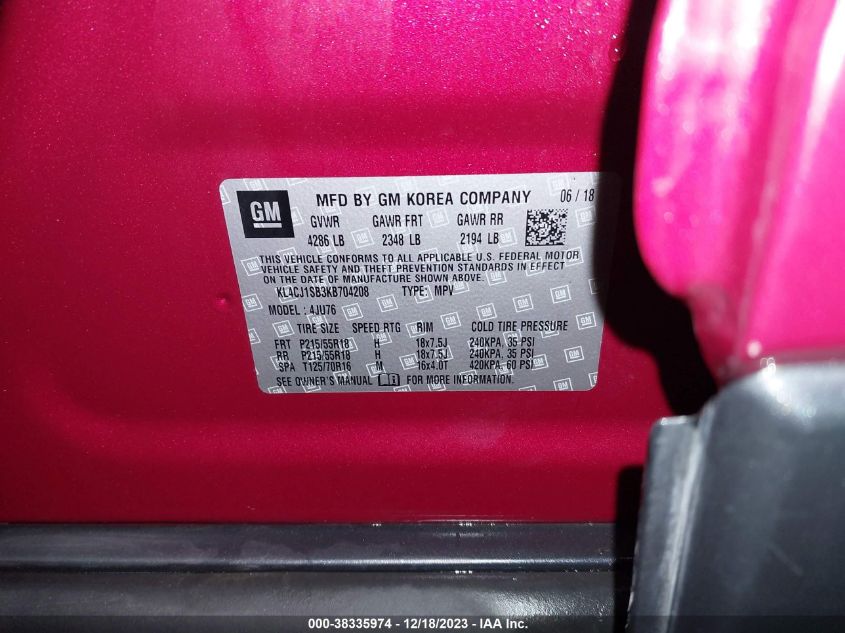 GM MFD BY GM KOREA COMPANY 06 / 18
GVWR GAWR FRT GAWR RR
4286 LB 2348 LB 2194 LB
THIS VEHICLE CONFORMS TO ALL APPLICABLE U.S. FEDERAL MOTOR
VEHICLE SAFETY AND THEFT PREVENTION STANDARDS IN EFFECT
ON THE DATE OF MANUFACTURE SHOWN ABOVE.
KL4CJ1SB3KB704208 TYPE: MPV
MODEL : 4JU76
TIRE SIZE SPEED RTG RIM COLD TIRE PRESSURE
FRT P215/55R18 H 18x7.5J 240KPA, 35 PSI
RR P215/55R18 H 18x7.5J 240KPA, 35 PSI
SPA T125/70R16 M 16x4.0T 420KPA, 60 PSI
SEE OWNER'S MANUAL FOR MORE INFORMATION.
000-38335974 - 12/18/2023 - IAA Inc.